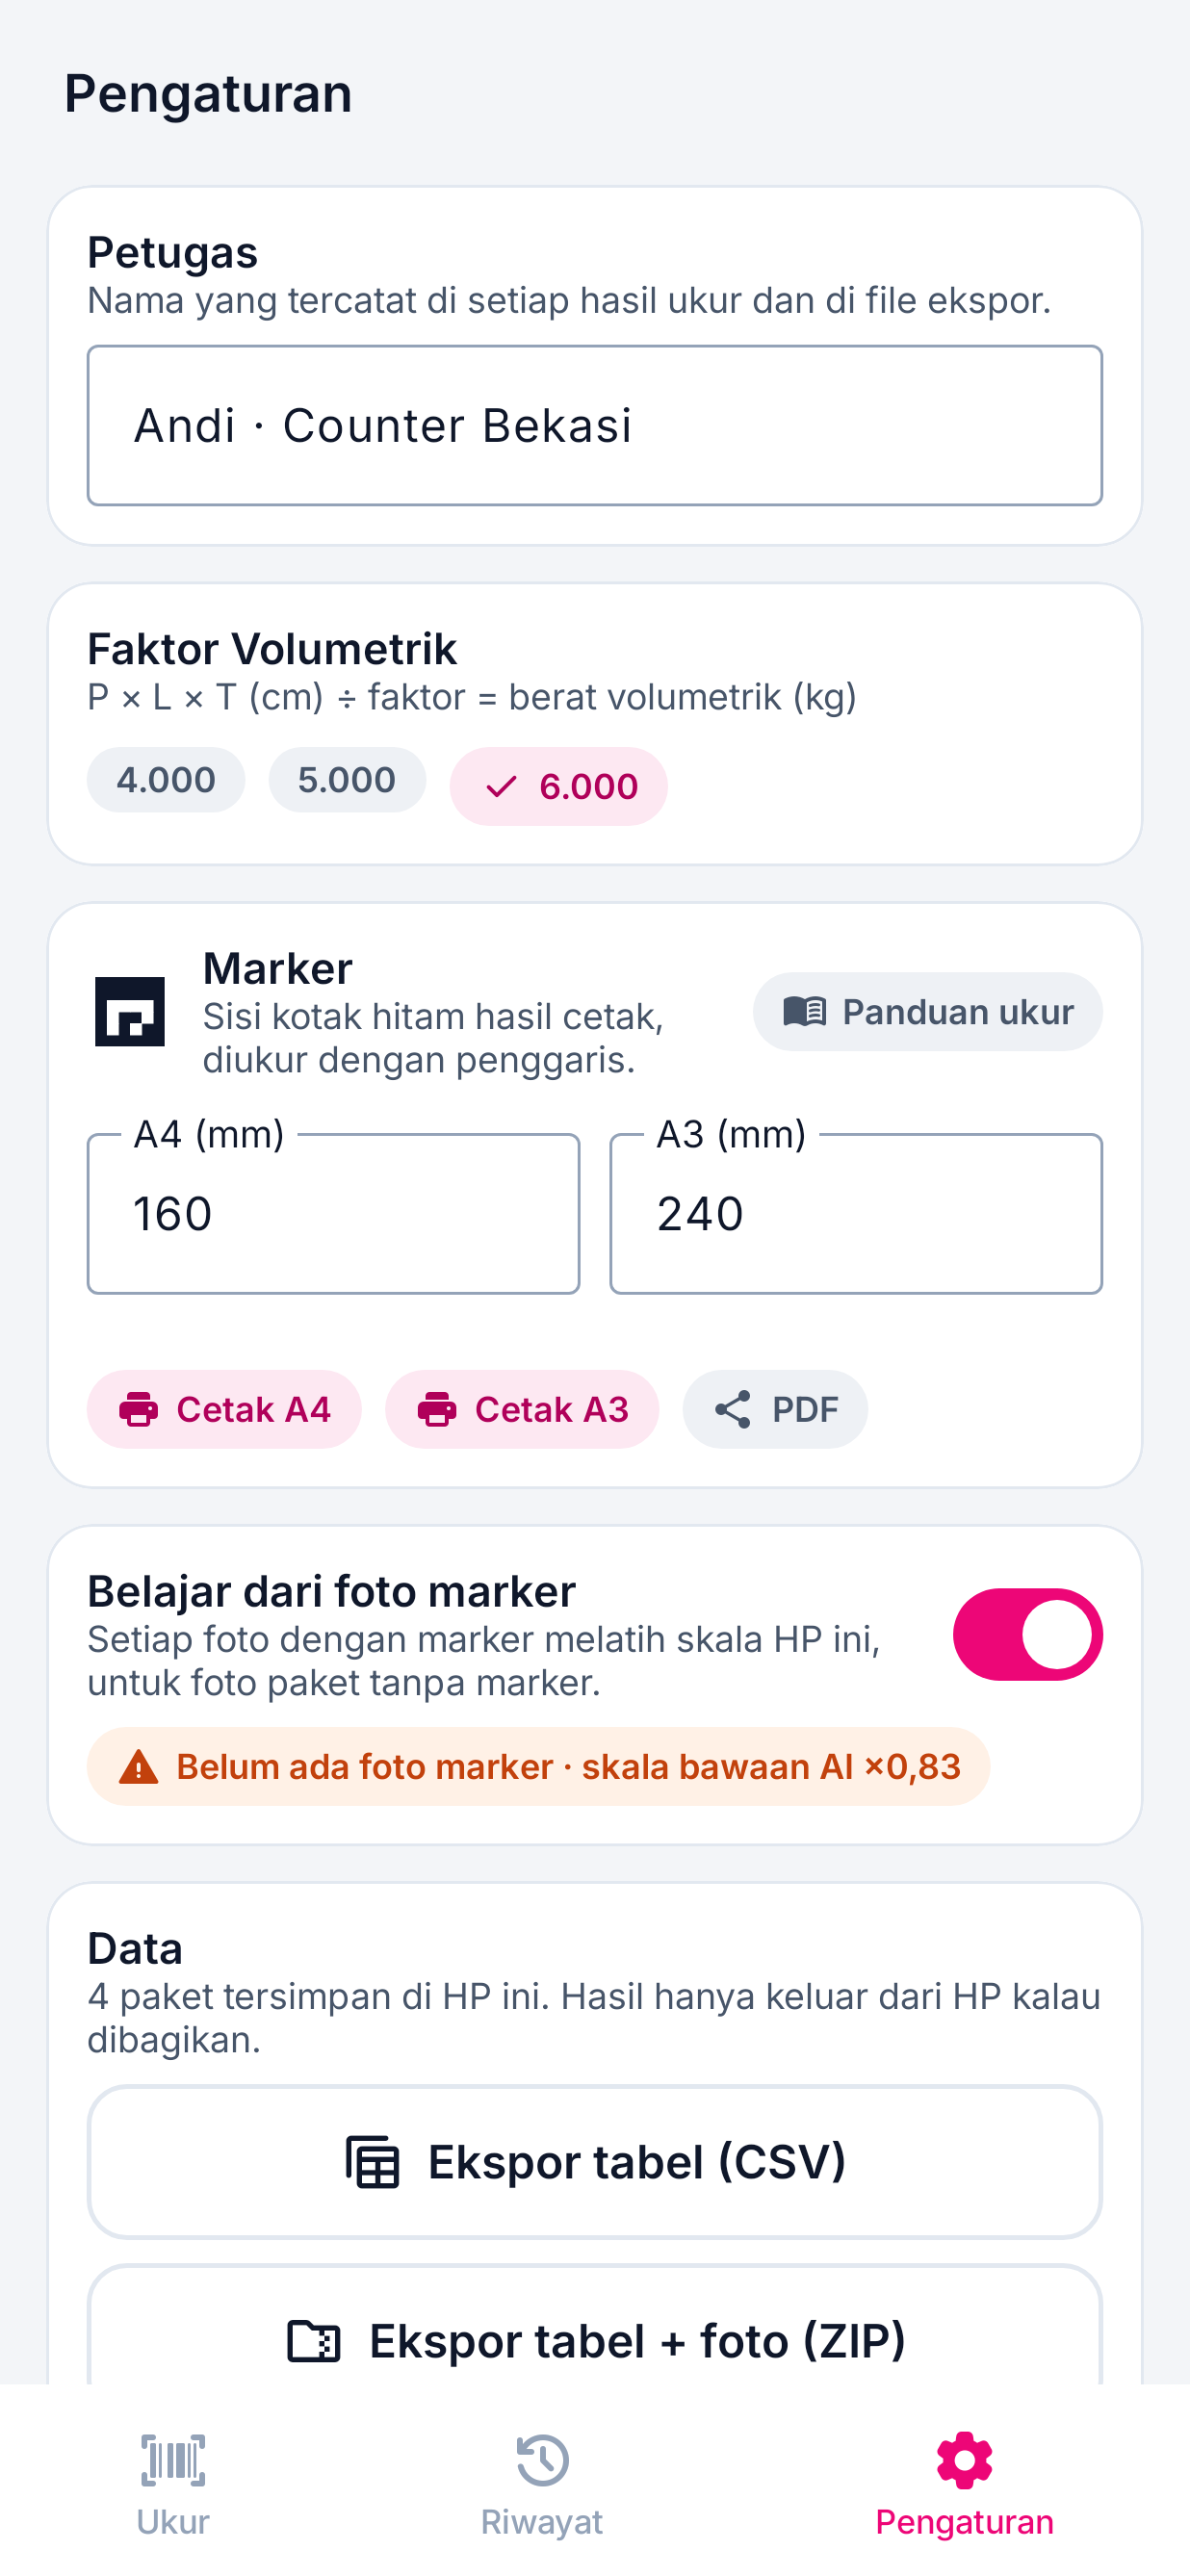 Pengaturan
Petugas
Nama yang tercatat di setiap hasil ukur dan di file ekspor.
Andi · Counter Bekasi
Faktor Volumetrik
P × L × T (cm) ÷ faktor = berat volumetrik (kg)
4.000
5.000
6.000
Marker
Sisi kotak hitam hasil cetak,
diukur dengan penggaris.
Panduan ukur
A4 (mm)
160
A3 (mm)
240
Cetak A4
Cetak A3
PDF
Belajar dari foto marker
Setiap foto dengan marker melatih skala HP ini,
untuk foto paket tanpa marker.
Belum ada foto marker · skala bawaan AI ×0,83
Data
4 paket tersimpan di HP ini. Hasil hanya keluar dari HP kalau
dibagikan.
Ekspor tabel (CSV)
Ekspor tabel + foto (ZIP)
Ukur
Riwayat
Pengaturan